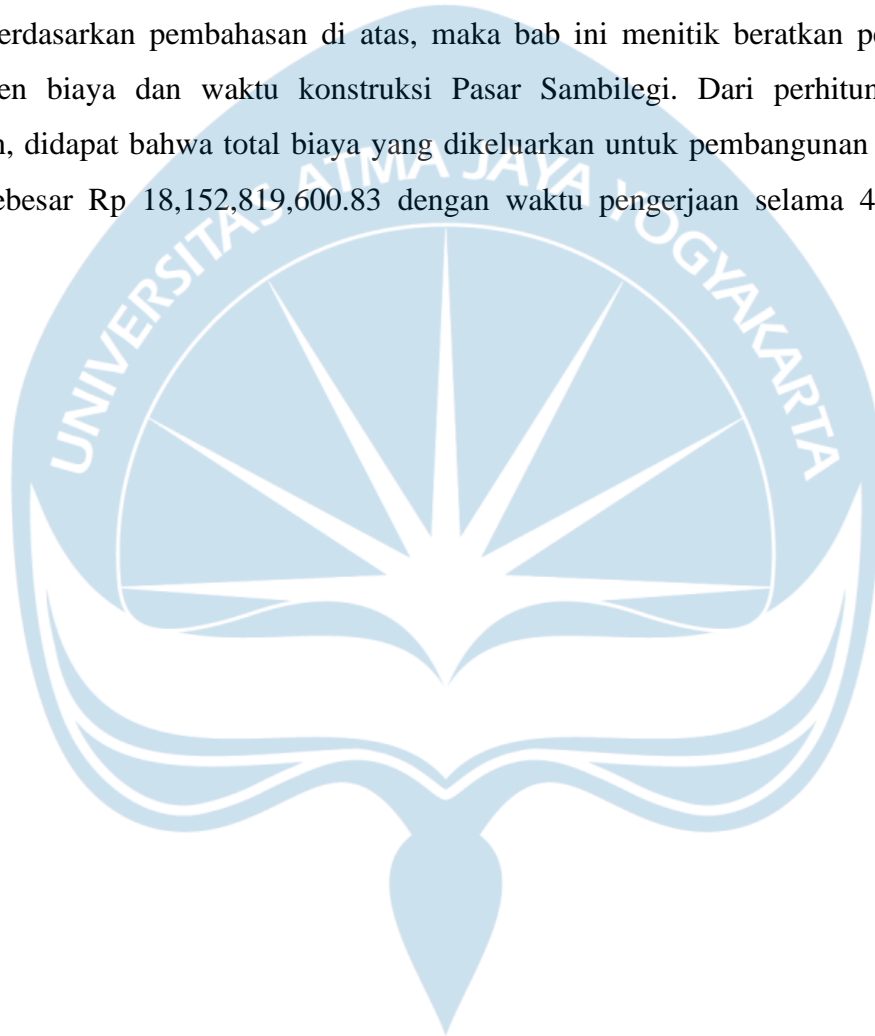 erdasarkan pembahasan di atas, maka bab ini menitik beratkan
en biaya dan waktu konstruksi Pasar Sambilegi. Dari
didapat bahwa total biaya yang dikeluarkan untuk pembangunan
ebesar Rp 18,152,819,600.83 dengan waktu pengerjaan selama 4
UNIVERSITAS ATMA JAYA YOGYAKARTA